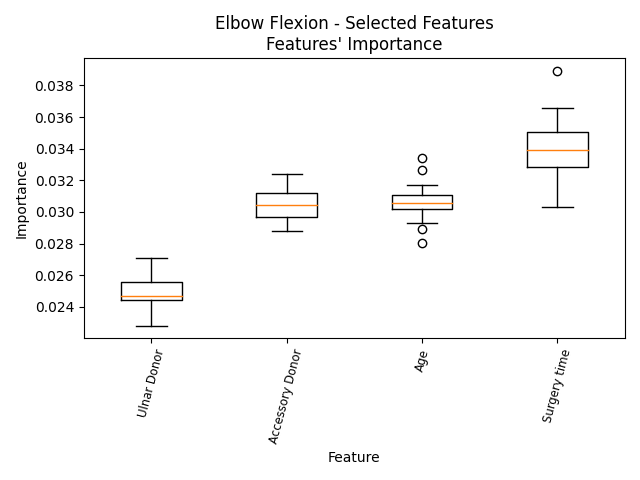 Elbow Flexion - Selected Features
Features' Importance
0.038
0.036
0.034
0.032
0.030
0.028
0.026
0.024
Importance
Ulnar Donor
Accessory Donor
Age
Surgery time
Feature